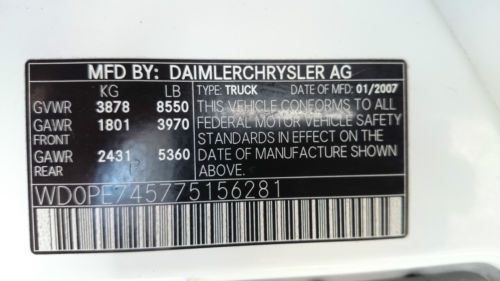 MFD BY: DAIMLERCHRYSLER AG
KG LB TYPE: TRUCK DATE OF MFD: 01/2007
GVWR 3878 8550 THIS VEHICLE CONFORMS TO ALL
GAWR 1801 3970 FEDERAL MOTOR VEHICLE SAFETY
FRONT STANDARDS IN EFFECT ON THE
GAWR 2431 5360 DATE OF MANUFACTURE SHOWN
REAR ABOVE.
WD0PE745775156281